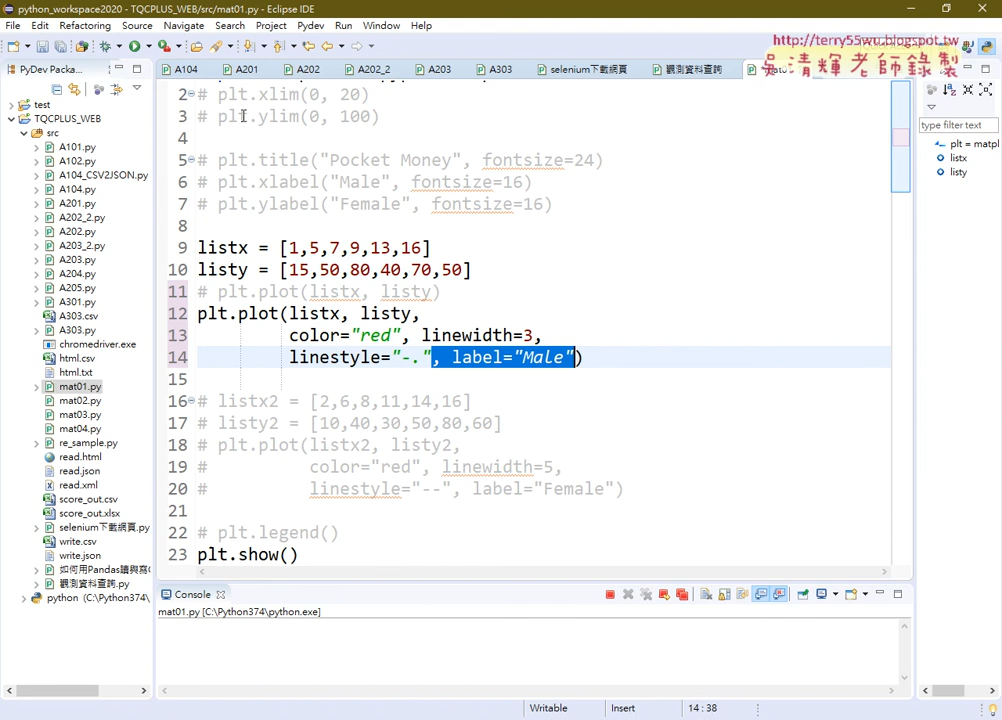 python_workspace2020 - TQCPLUS_WEB/src/mat01.py - Eclipse IDE
File Edit Refactoring Source Navigate Search Project Pydev Run Window Help
http://terry55wu.blogspot.tw
吳清輝老師錄製
PyDev Packa...
A104 A201 A202 A202_2 A203 A303 selenium下載網頁 觀測資料查詢
test
TQCPLUS_WEB
src
A101.py
A102.py
A104_CSV2JSON.py
A104.py
A201.py
A202_2.py
A202.py
A203_2.py
A203.py
A204.py
A205.py
A301.py
A303.csv
A303.py
chromedriver.exe
html.csv
html.txt
mat01.py
mat02.py
mat03.py
mat04.py
re_sample.py
read.html
read.json
read.xml
score_out.csv
score_out.xlsx
selenium下載網頁.py
write.csv
write.json
如何用Pandas讀與寫
觀測資料查詢.py
python (C:\Python374\
2 # plt.xlim(0, 20)
3 # plt.ylim(0, 100)
4
5 # plt.title("Pocket Money", fontsize=24)
6 # plt.xlabel("Male", fontsize=16)
7 # plt.ylabel("Female", fontsize=16)
8
9 listx = [1,5,7,9,13,16]
10 listy = [15,50,80,40,70,50]
11 # plt.plot(listx, listy)
12 plt.plot(listx, listy,
13 color="red", linewidth=3,
14 linestyle="-.", label="Male")
15
16 # listx2 = [2,6,8,11,14,16]
17 # listy2 = [10,40,30,50,80,60]
18 # plt.plot(listx2, listy2,
19 # color="red", linewidth=5,
20 # linestyle="--", label="Female")
21
22 # plt.legend()
23 plt.show()
type filter text
plt = matpl
listx
listy
Console
mat01.py [C:\Python374\python.exe]
Writable Insert 14 : 38